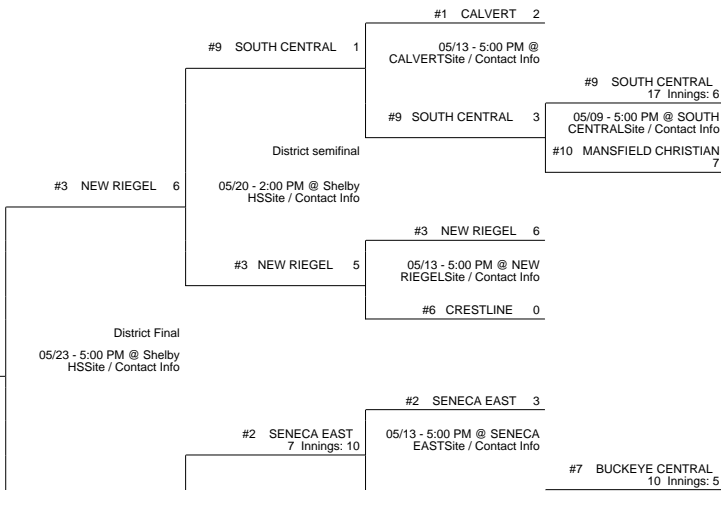 #1 CALVERT 2
#9 SOUTH CENTRAL 1
05/13 - 5:00 PM @
CALVERTSite / Contact Info
#9 SOUTH CENTRAL
17 Innings: 6
#9 SOUTH CENTRAL 3
05/09 - 5:00 PM @ SOUTH
CENTRALSite / Contact Info
District semifinal
#10 MANSFIELD CHRISTIAN
7
#3 NEW RIEGEL 6
05/20 - 2:00 PM @ Shelby
HSSite / Contact Info
#3 NEW RIEGEL 6
#3 NEW RIEGEL 5
05/13 - 5:00 PM @ NEW
RIEGELSite / Contact Info
#6 CRESTLINE 0
District Final
05/23 - 5:00 PM @ Shelby
HSSite / Contact Info
#2 SENECA EAST 3
#2 SENECA EAST
7 Innings: 10
05/13 - 5:00 PM @ SENECA
EASTSite / Contact Info
#7 BUCKEYE CENTRAL
10 Innings: 5